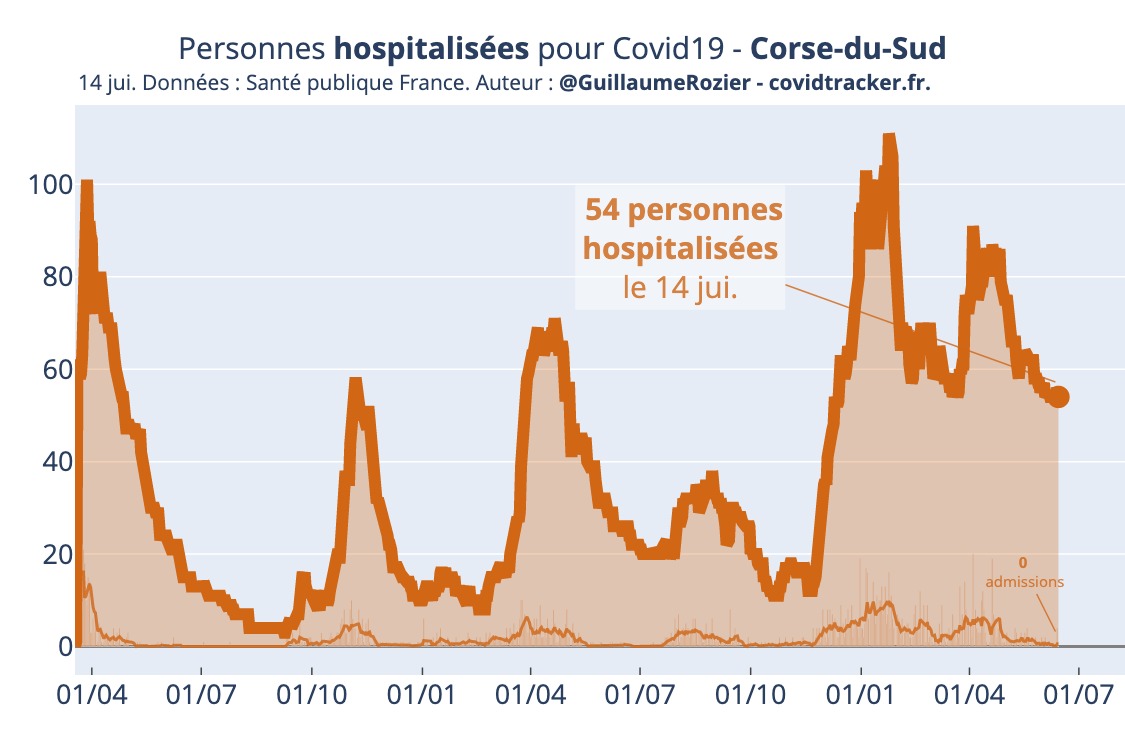 Personnes hospitalisées pour Covid19 - Corse-du-Sud
14 jui. Données : Santé publique France. Auteur : @GuillaumeRozier - covidtracker.fr.
100
80
60
40
20
0
54 personnes
hospitalisées
le 14 jui.
0
admissions
01/04 01/07 01/10 01/01 01/04 01/07 01/10 01/01 01/04 01/07